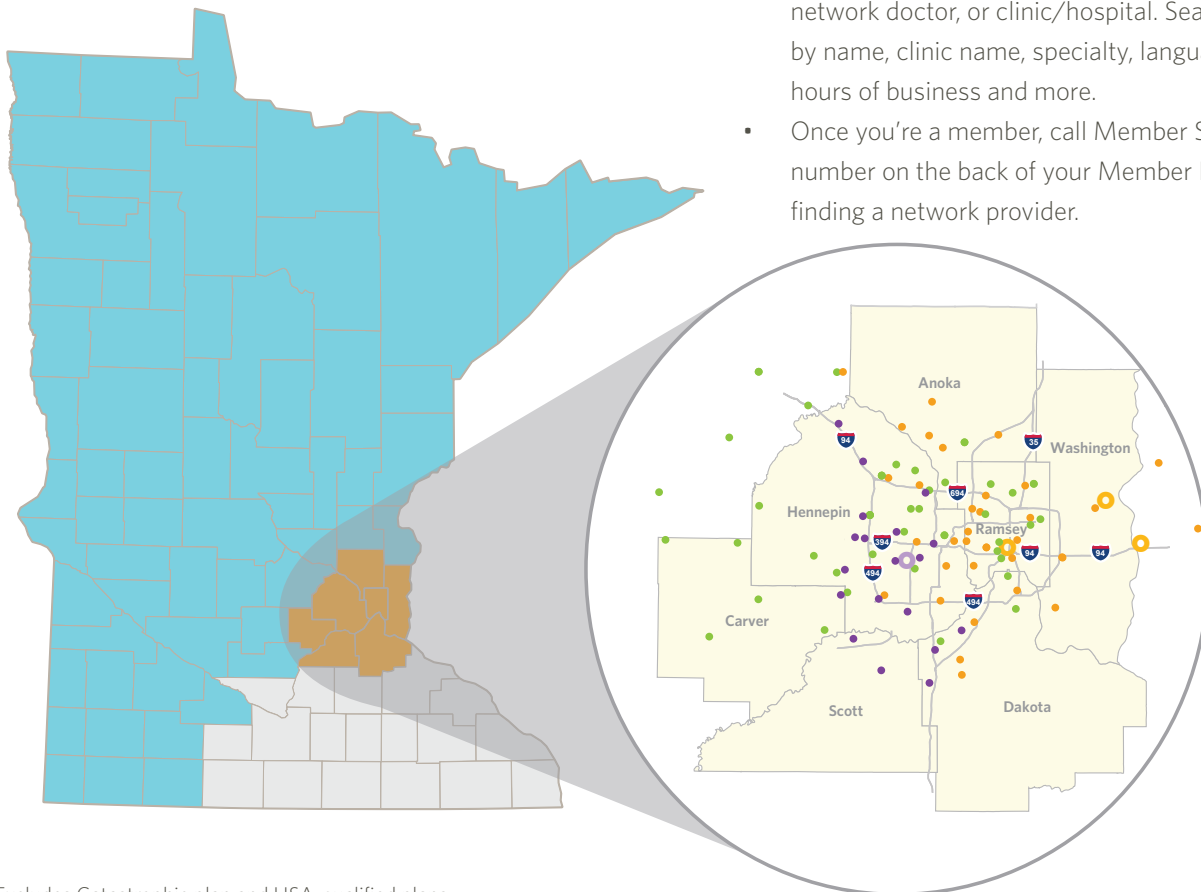 network doctor, or clinic/hospital.
by name, clinic name, specialty,
hours of business and more.
• Once you're a member, call Member
number on the back of your Member
finding a network provider.
Anoka
94
35
Washington
694
Hennepin
Ramsey
394
94
94
494
494
Carver
Scott
Dakota